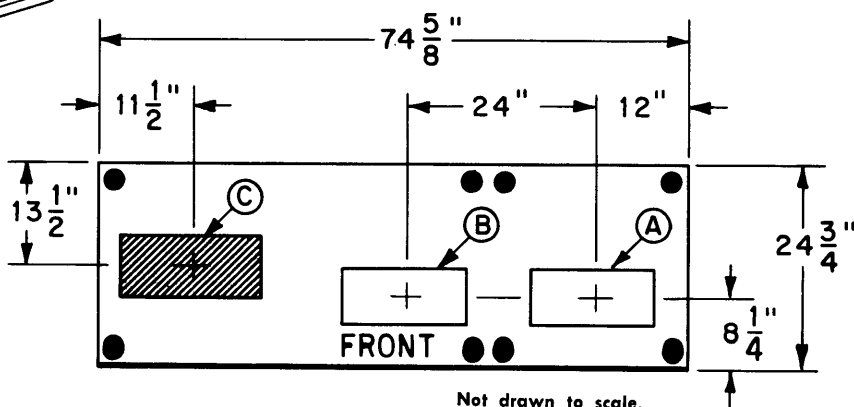 74 5/8"
11 1/2"
24"
12"
13 1/2"
C
B
A
24 3/4"
8 1/4"
FRONT
Not drawn to scale.